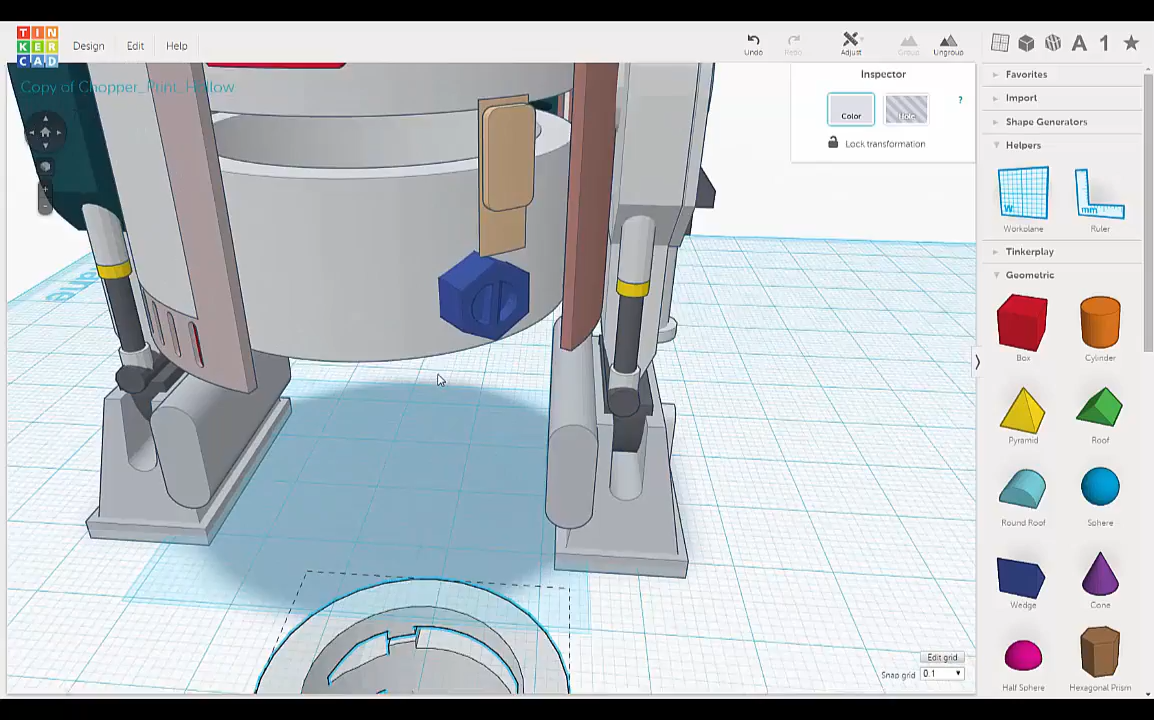 TIN
KER
CAD
Design
Edit
Help
Undo
Redo
Adjust
Group
Ungroup
Copy of Chopper_Print_Hollow
Inspector
Color
Hole
?
Lock transformation
Favorites
Import
Shape Generators
Helpers
W
mm
Workplane
Ruler
Tinkerplay
Geometric
Box
Cylinder
Pyramid
Roof
Round Roof
Sphere
Wedge
Cone
Half Sphere
Hexagonal Prism
Edit grid
Snap grid
0.1